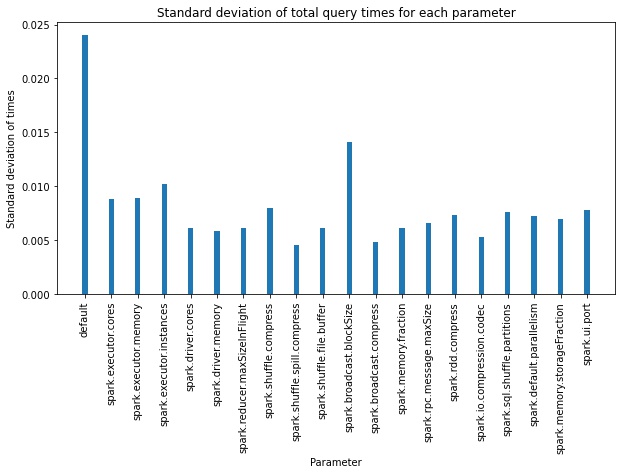 Standard deviation of total query times for each parameter
Standard deviation of times
0.025
0.020
0.015
0.010
0.005
0.000
default
spark.executor.cores
spark.executor.memory
spark.executor.instances
spark.driver.cores
spark.driver.memory
spark.reducer.maxSizeInFlight
spark.shuffle.compress
spark.shuffle.spill.compress
spark.shuffle.file.buffer
spark.broadcast.blockSize
spark.broadcast.compress
spark.memory.fraction
spark.rpc.message.maxSize
spark.rdd.compress
spark.io.compression.codec
spark.sql.shuffle.partitions
spark.default.parallelism
spark.memory.storageFraction
spark.ui.port
Parameter